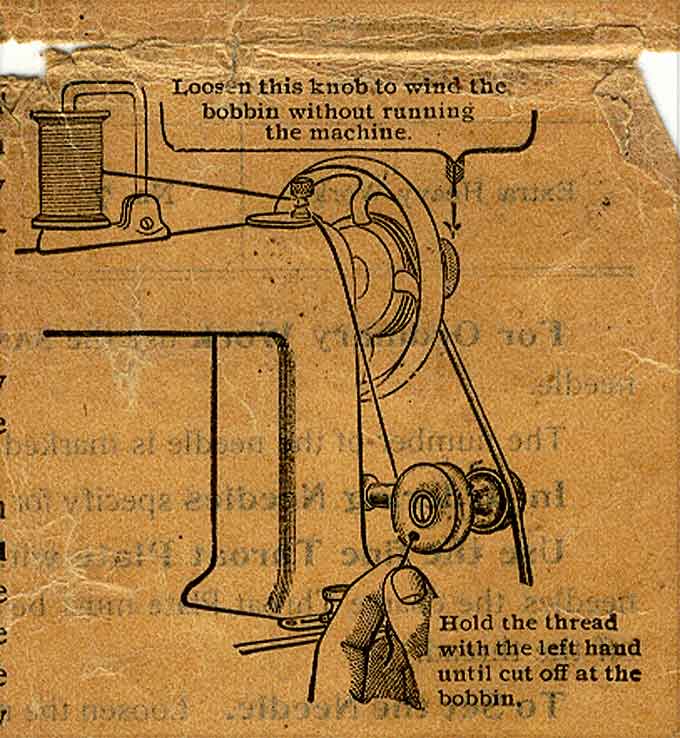 Loosen this knob to wind the
bobbin without running
the machine.
Hold the thread
with the left hand
until cut off at the
bobbin.